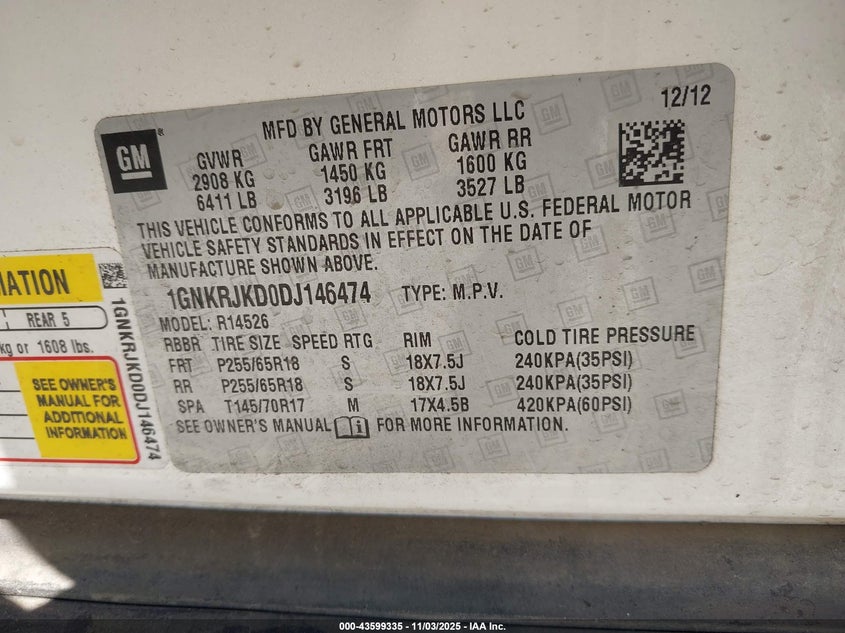 12/12
MFD BY GENERAL MOTORS LLC
GM
GVWR GAWR FRT GAWR RR
2908 KG 1450 KG 1600 KG
6411 LB 3196 LB 3527 LB
THIS VEHICLE CONFORMS TO ALL APPLICABLE U.S. FEDERAL MOTOR
VEHICLE SAFETY STANDARDS IN EFFECT ON THE DATE OF
MANUFACTURE SHOWN ABOVE.
1GNKRJKD0DJ146474 TYPE: M.P.V.
MODEL: R14526
RBBR TIRE SIZE SPEED RTG RIM COLD TIRE PRESSURE
FRT P255/65R18 S 18X7.5J 240KPA(35PSI)
RR P255/65R18 S 18X7.5J 240KPA(35PSI)
SPA T145/70R17 M 17X4.5B 420KPA(60PSI)
SEE OWNER'S MANUAL i FOR MORE INFORMATION.
MATION
REAR 5
kg or 1608 lbs.
SEE OWNER'S
MANUAL FOR
ADDITIONAL
INFORMATION
1GNKRJKD0DJ146474
000-43599335 - 11/03/2025 - IAA Inc.